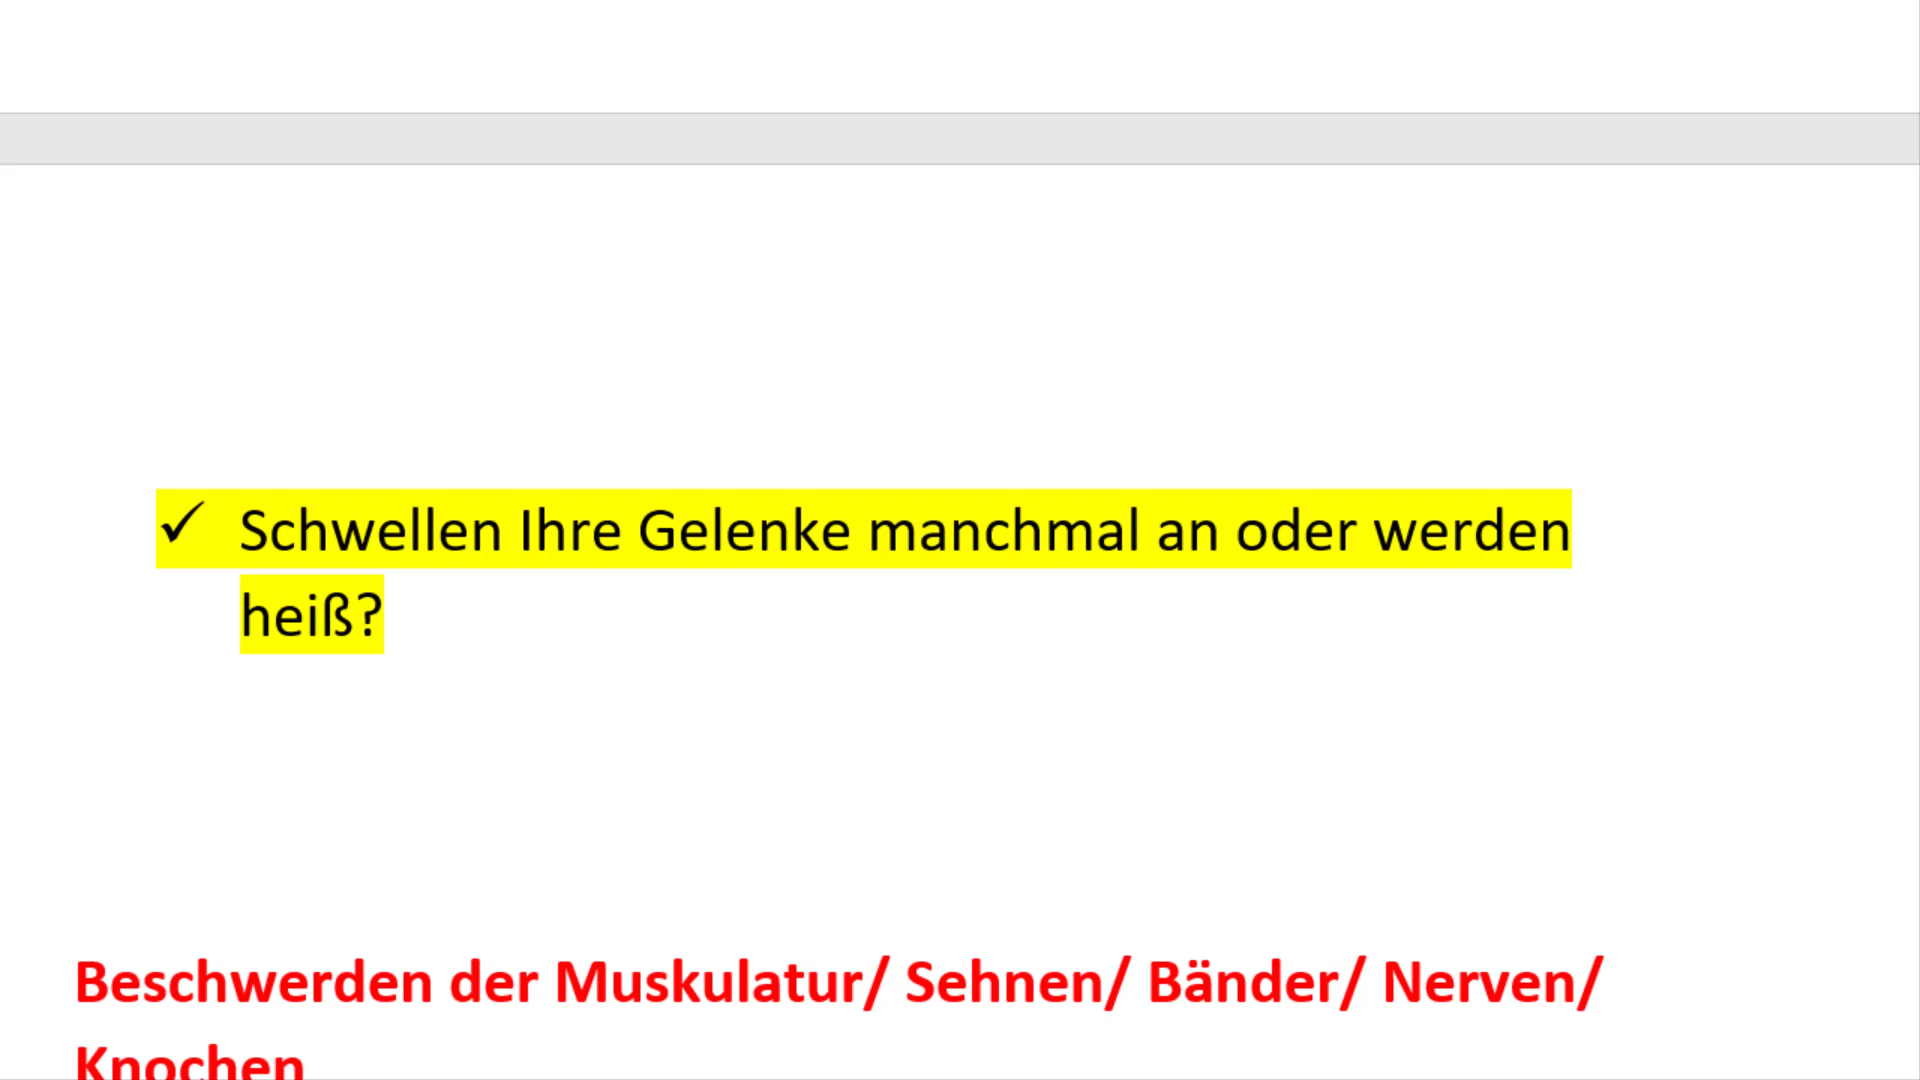 ✓ Schwellen Ihre Gelenke manchmal an oder werden
heiß?
Beschwerden der Muskulatur/ Sehnen/ Bänder/ Nerven/
Knochen